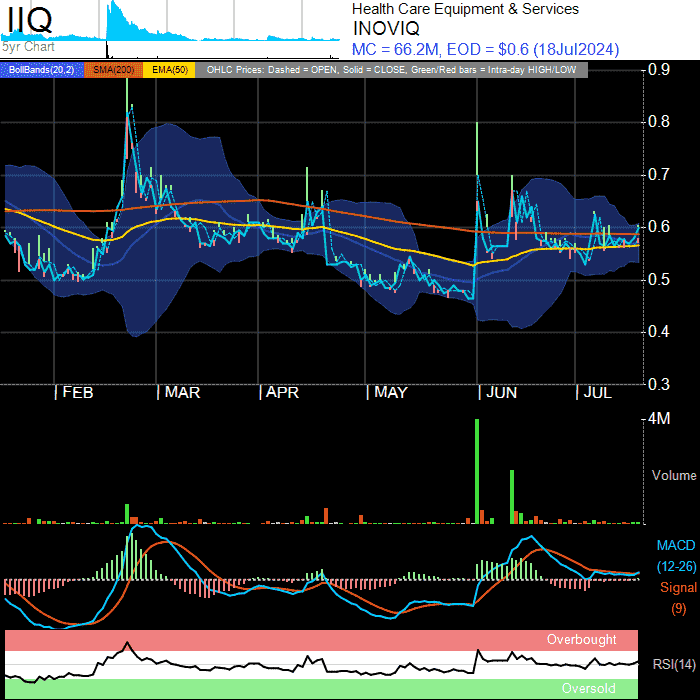 IIQ
5yr Chart
Health Care Equipment & Services
INOVIQ
MC = 66.2M, EOD = $0.6 (18Jul2024)
BollBands(20,2) SMA(200) EMA(50) OHLC Prices: Dashed = OPEN, Solid = CLOSE, Green/Red bars = Intra-day HIGH/LOW
0.9
0.8
0.7
0.6
0.5
0.4
0.3
FEB MAR APR MAY JUN JUL
4M
Volume
MACD
(12-26)
Signal
(9)
Overbought
RSI(14)
Oversold